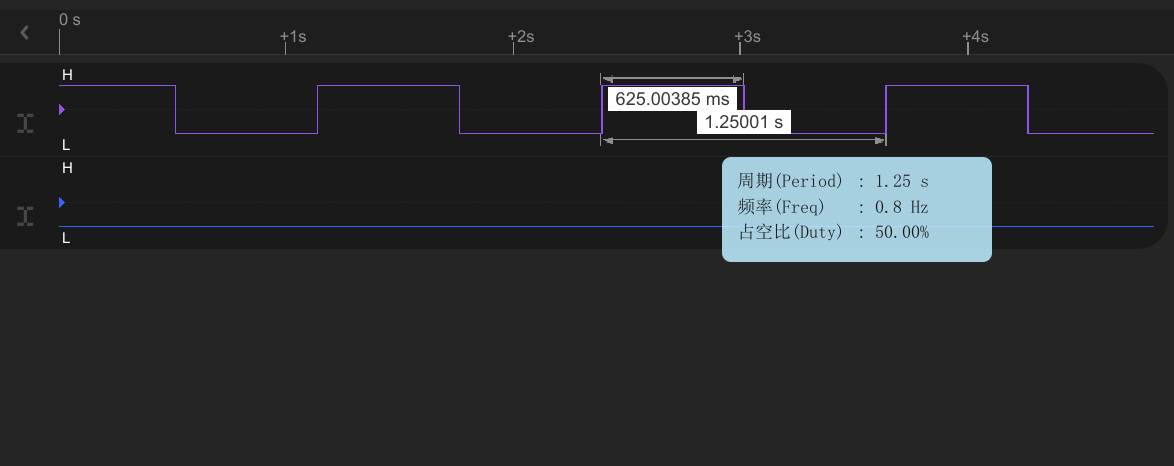 0 s
+1s
+2s
+3s
+4s
H
625.00385 ms
1.25001 s
L
H
周期(Period) : 1.25 s
频率(Freq) : 0.8 Hz
占空比(Duty) : 50.00%
L